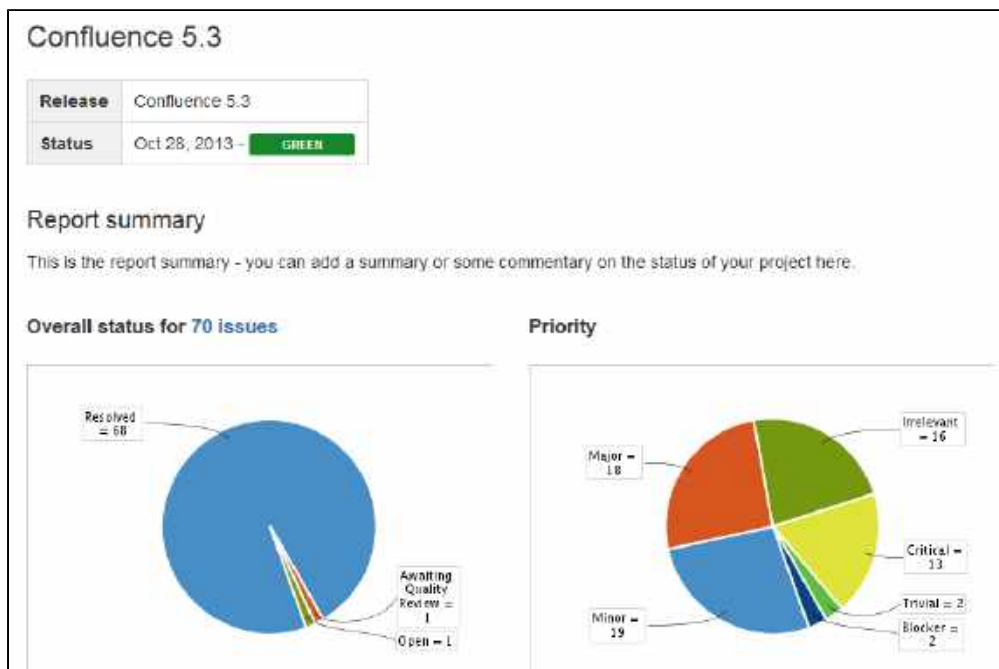 Confluence 5.3
Release Confluence 5.3
Status Oct 28, 2013 - GREEN
Report summary
This is the report summary - you can add a summary or some commentary on the status of your project here.
Overall status for 70 issues
Resolved
= 68
Awaiting
Quality
Review =
1
Open = 1
Priority
Irrelevant
= 16
Major =
18
Critical =
13
Trivial = 2
Minor =
19
Blocker =
2